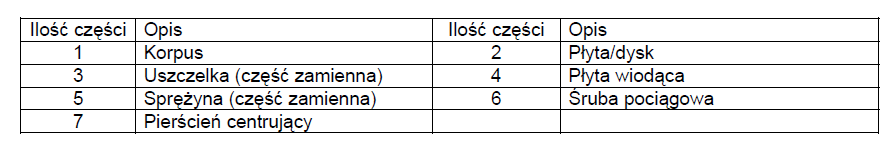 Ilość części Opis Ilość części Opis
1 Korpus 2 Płyta/dysk
3 Uszczelka (część zamienna) 4 Płyta wiodąca
5 Sprężyna (część zamienna) 6 Śruba pociągowa
7 Pierścień centrujący